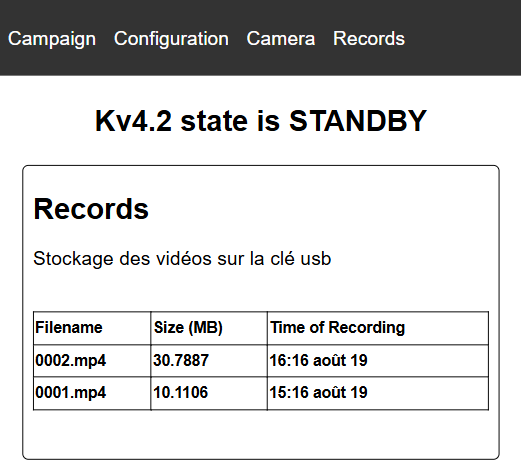 Campaign Configuration Camera Records
Kv4.2 state is STANDBY
Records
Stockage des vidéos sur la clé usb
Filename Size (MB) Time of Recording
0002.mp4 30.7887 16:16 août 19
0001.mp4 10.1106 15:16 août 19